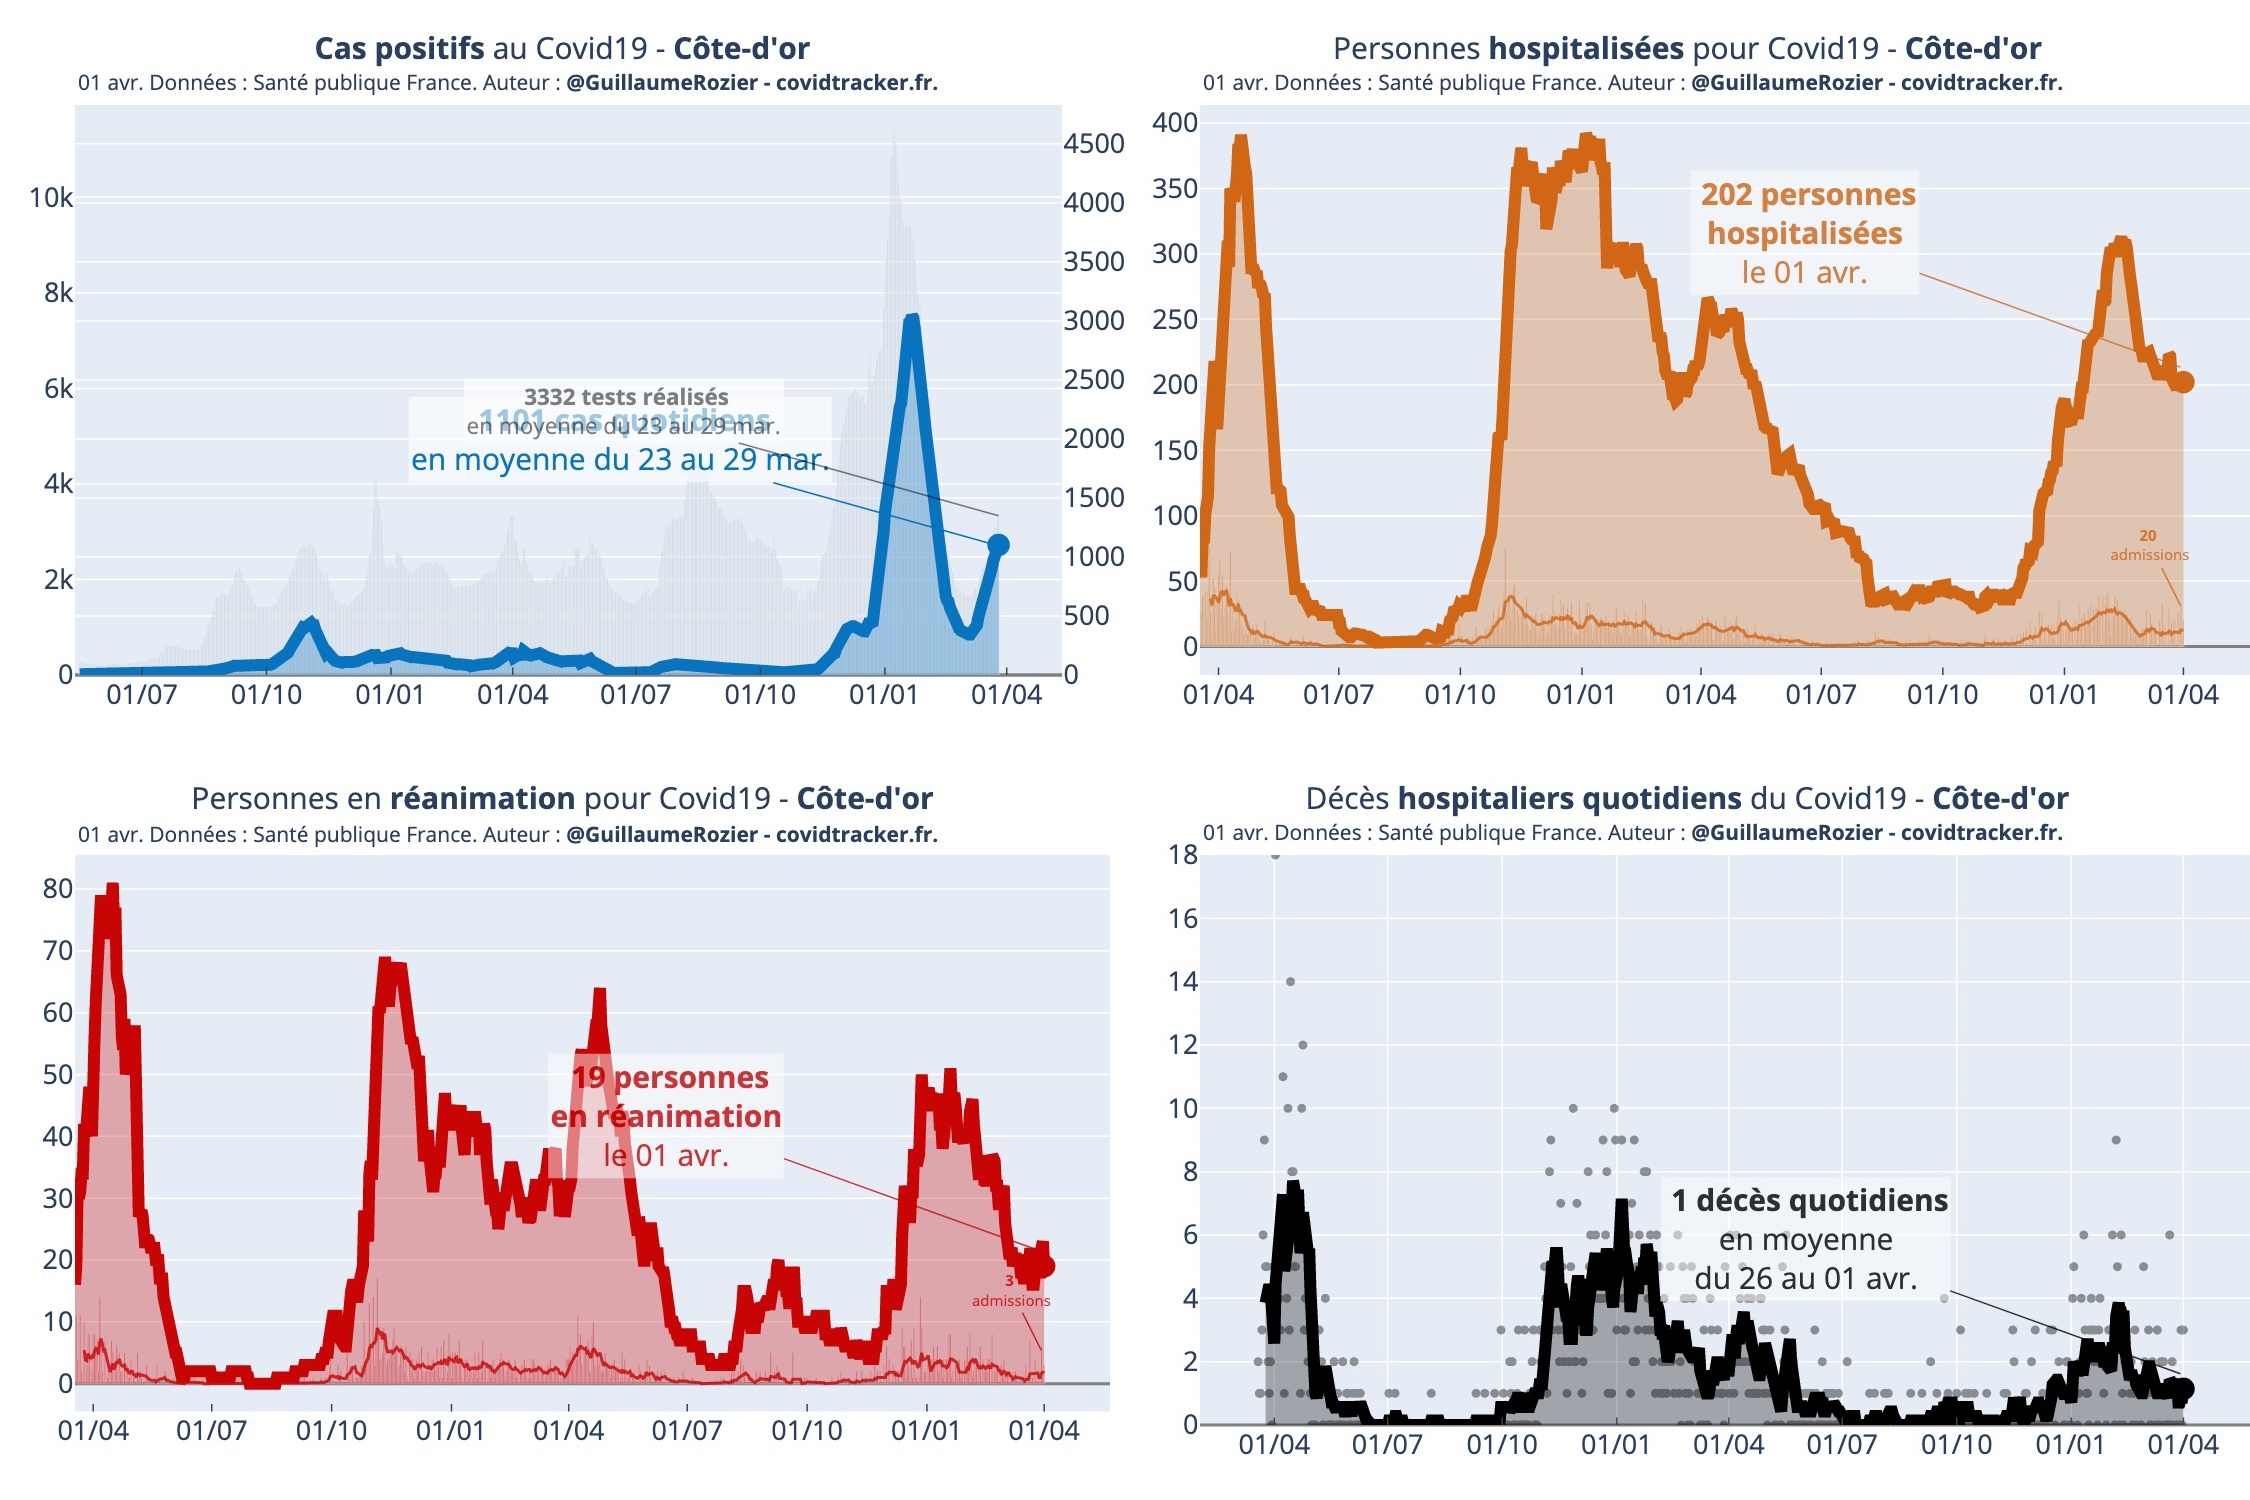 Cas positifs au Covid19 - Côte-d'or
01 avr. Données : Santé publique France. Auteur : @GuillaumeRozier - covidtracker.fr.
10k
8k
6k
4k
2k
0
4500
4000
3500
3000
2500
2000
1500
1000
500
0
3332 tests réalisés
en moyenne du 23 au 29 mar.
1101 cas quotidiens
en moyenne du 23 au 29 mar.
01/07 01/10 01/01 01/04 01/07 01/10 01/01 01/04
Personnes hospitalisées pour Covid19 - Côte-d'or
01 avr. Données : Santé publique France. Auteur : @GuillaumeRozier - covidtracker.fr.
400
350
300
250
200
150
100
50
0
202 personnes
hospitalisées
le 01 avr.
20
admissions
01/04 01/07 01/10 01/01 01/04 01/07 01/10 01/01 01/04
Personnes en réanimation pour Covid19 - Côte-d'or
01 avr. Données : Santé publique France. Auteur : @GuillaumeRozier - covidtracker.fr.
80
70
60
50
40
30
20
10
0
19 personnes
en réanimation
le 01 avr.
3
admissions
01/04 01/07 01/10 01/01 01/04 01/07 01/10 01/01 01/04
Décès hospitaliers quotidiens du Covid19 - Côte-d'or
01 avr. Données : Santé publique France. Auteur : @GuillaumeRozier - covidtracker.fr.
18
16
14
12
10
8
6
4
2
0
1 décès quotidiens
en moyenne
du 26 au 01 avr.
01/04 01/07 01/10 01/01 01/04 01/07 01/10 01/01 01/04